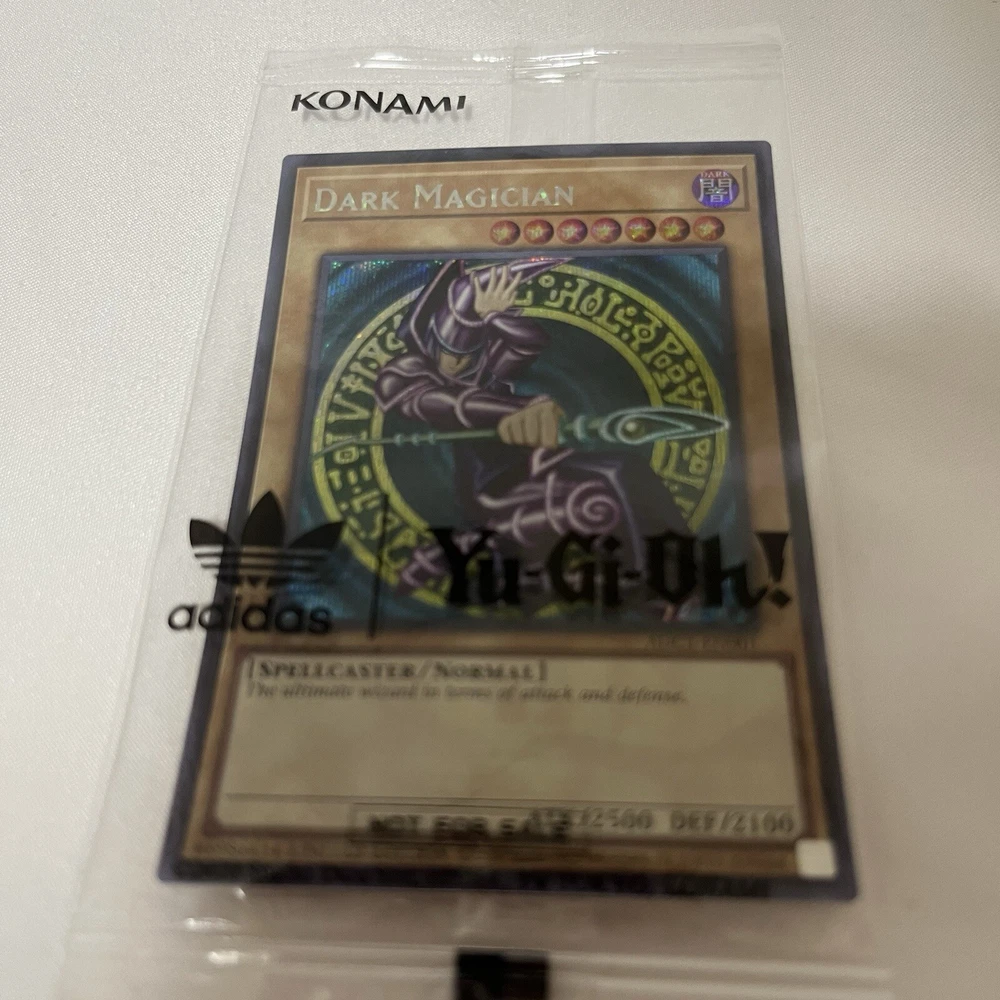 KONAMI
DARK MAGICIAN
DARK
闇
adidas
Yu-Gi-Oh!
[SPELLCASTER/NORMAL]
The ultimate wizard in terms of attack and defense.
ATK/2500 DEF/2100
NOT FOR SALE
KONAMI